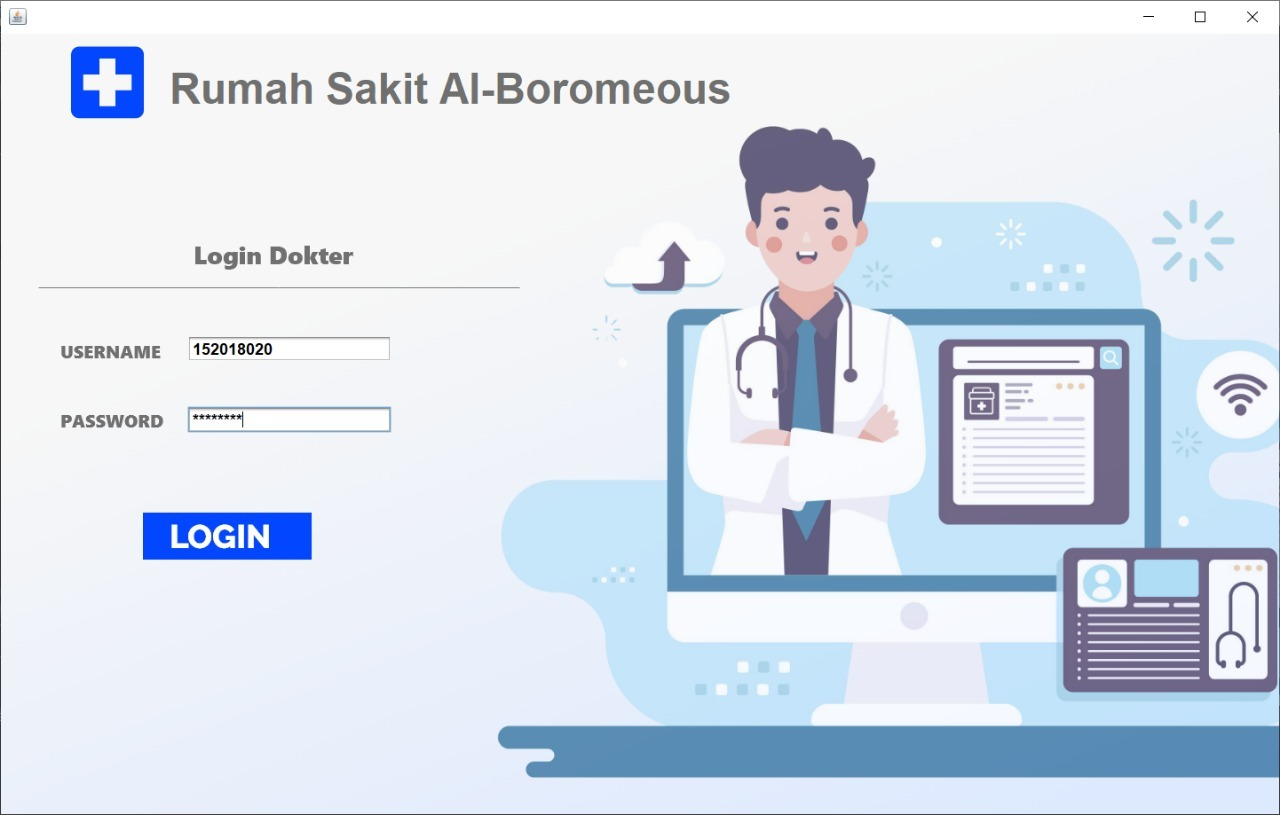 Rumah Sakit Al-Boromeous
Login Dokter
USERNAME 152018020
PASSWORD ********
LOGIN